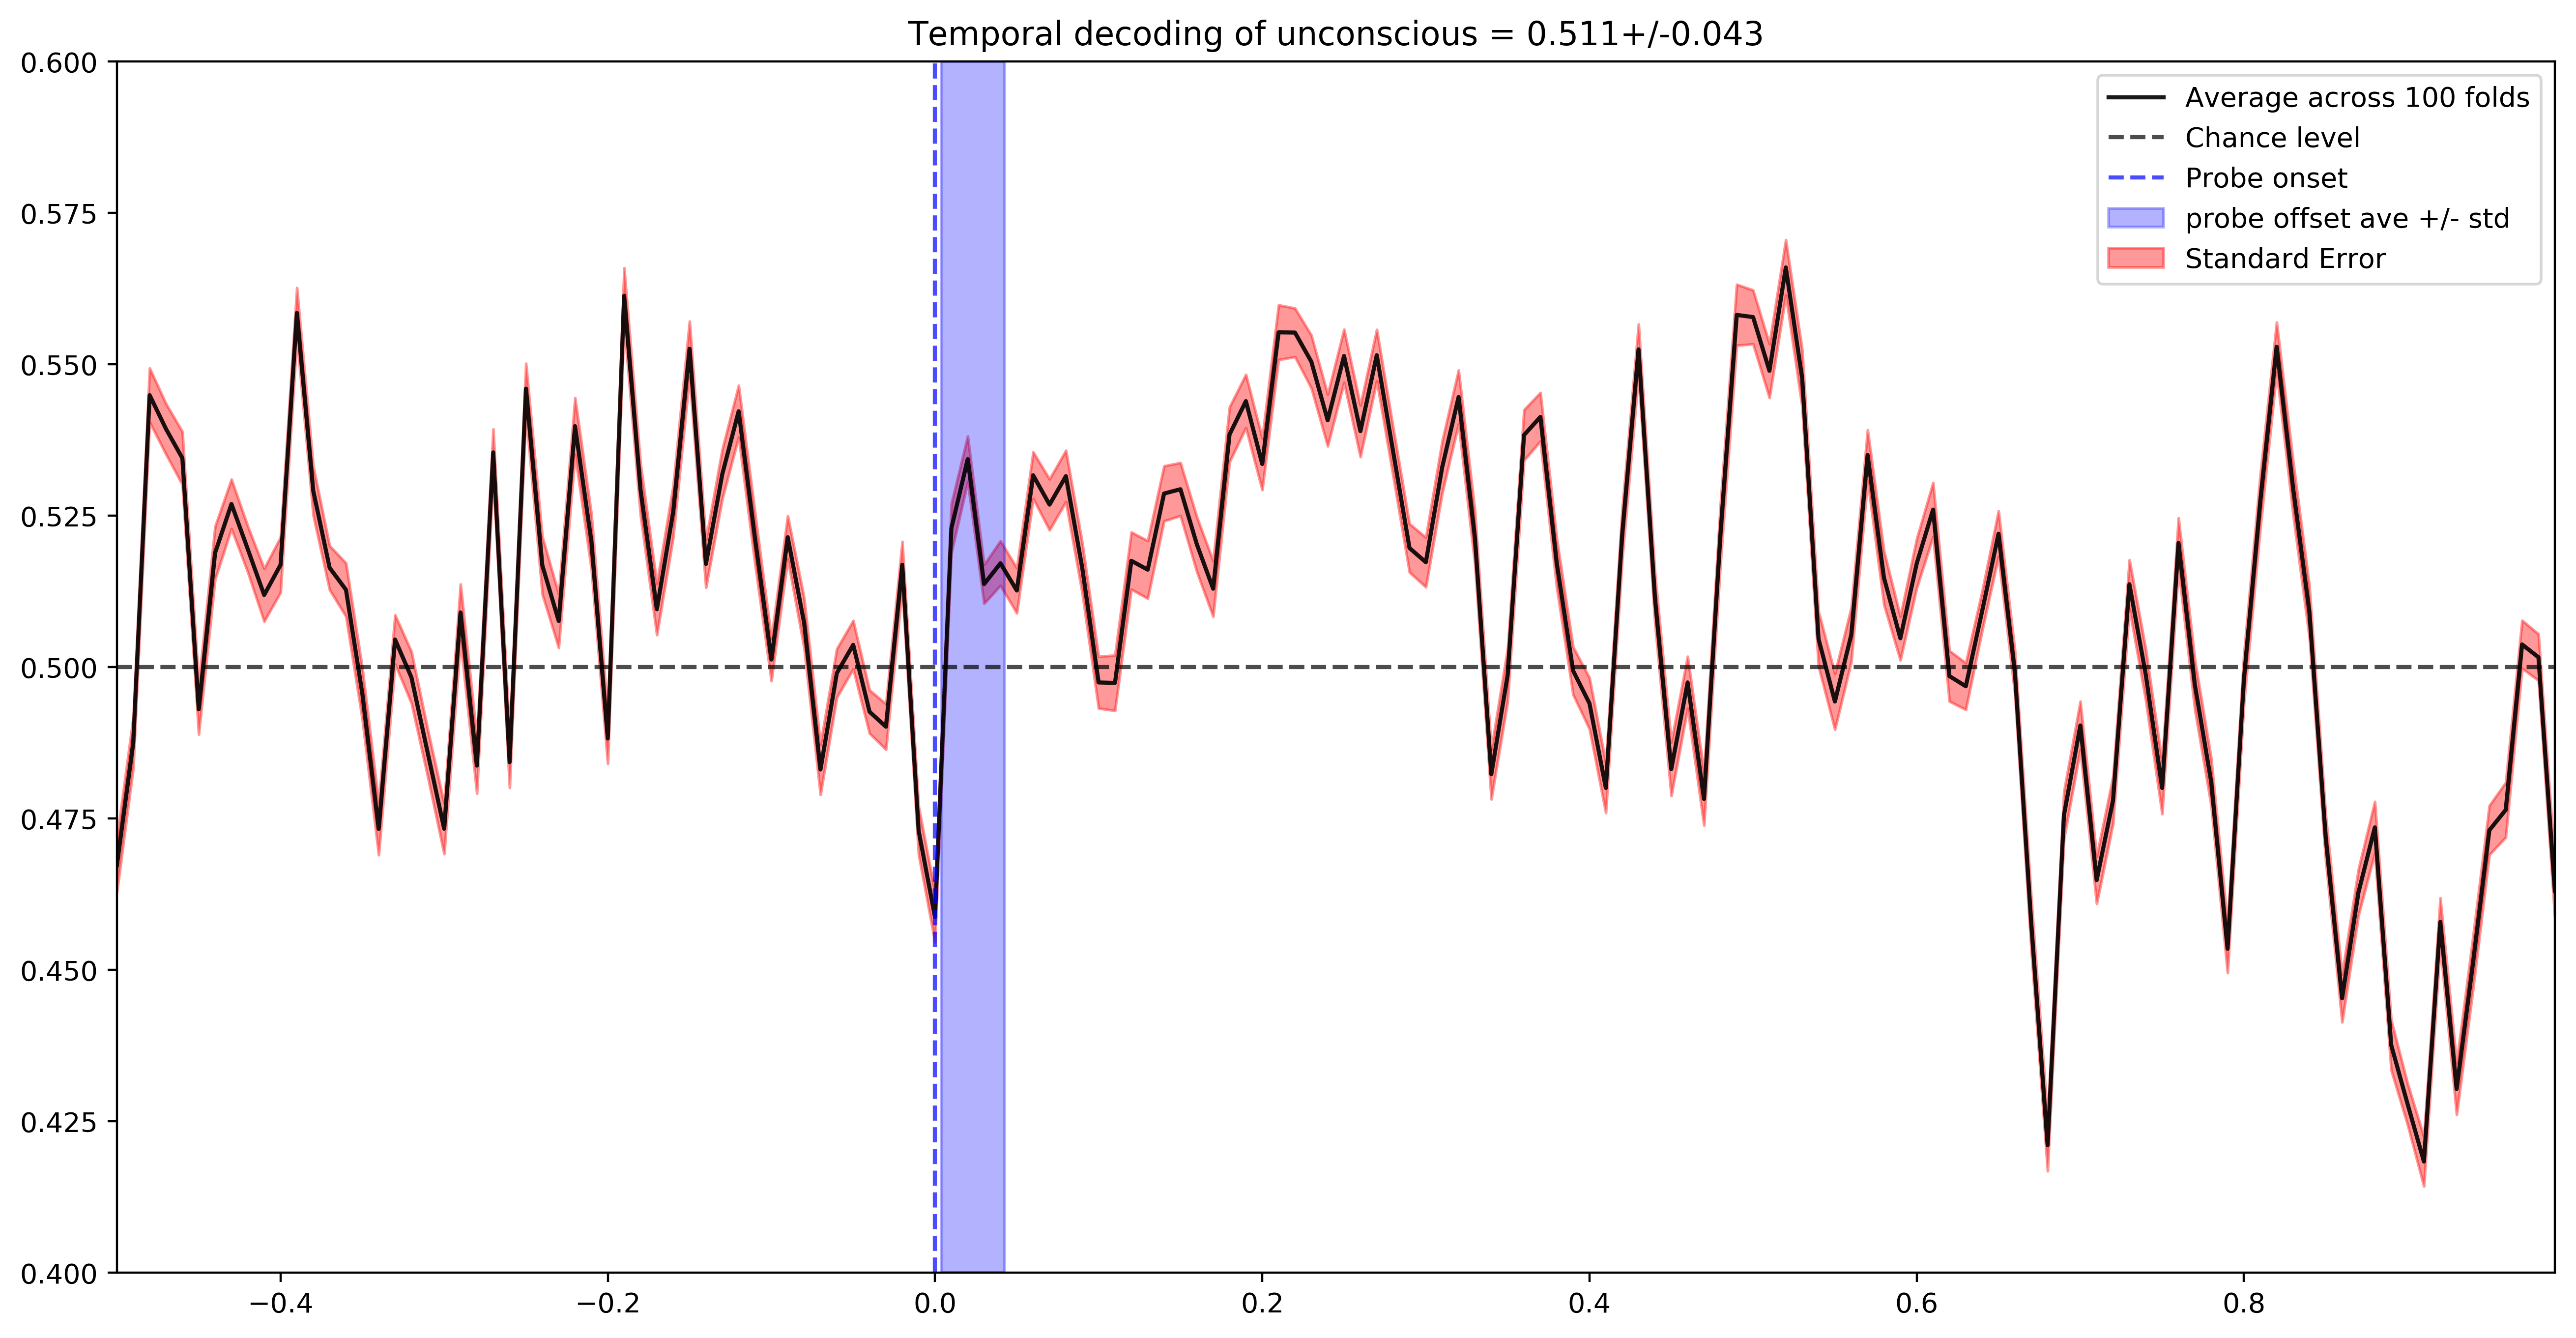 Temporal decoding of unconscious = 0.511+/-0.043
0.600
0.575
0.550
0.525
0.500
0.475
0.450
0.425
0.400
Average across 100 folds
Chance level
Probe onset
probe offset ave +/- std
Standard Error
−0.4 −0.2 0.0 0.2 0.4 0.6 0.8